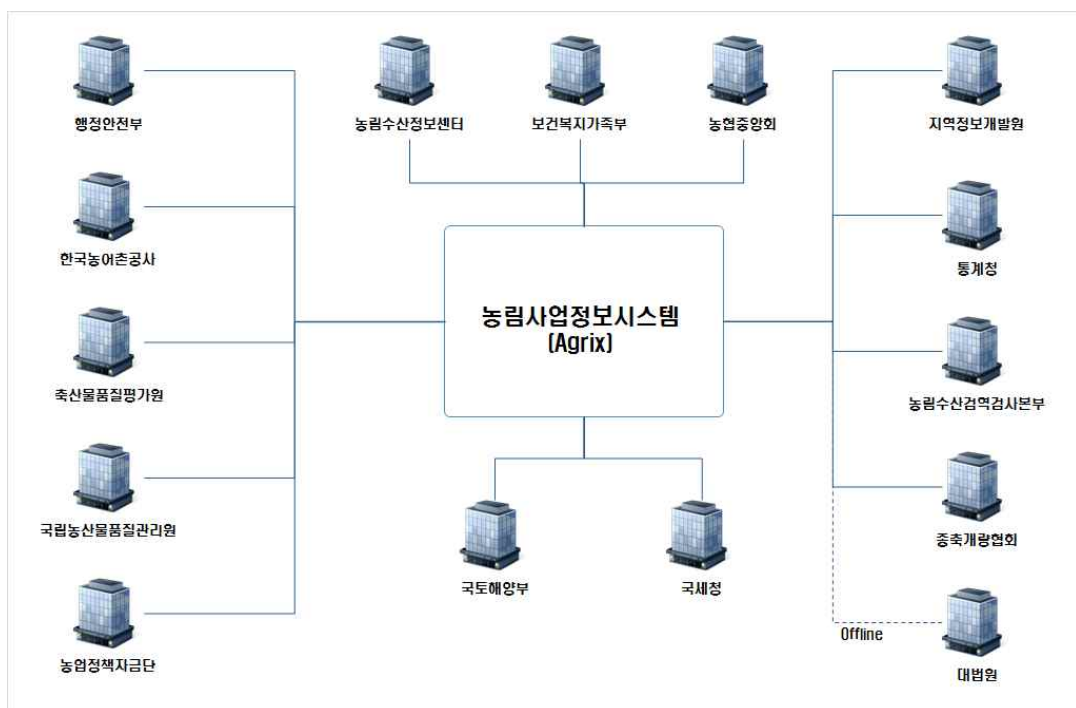 행정안전부
농림수산정보센터
보건복지가족부
농협중앙회
지역정보개발원
한국농어촌공사
통계청
농림사업정보시스템
(Agrix)
축산물품질평가원
농림수산검역검사본부
국립농산물품질관리원
종축개량협회
국토해양부
국세청
Offline
농업정책자금단
대법원